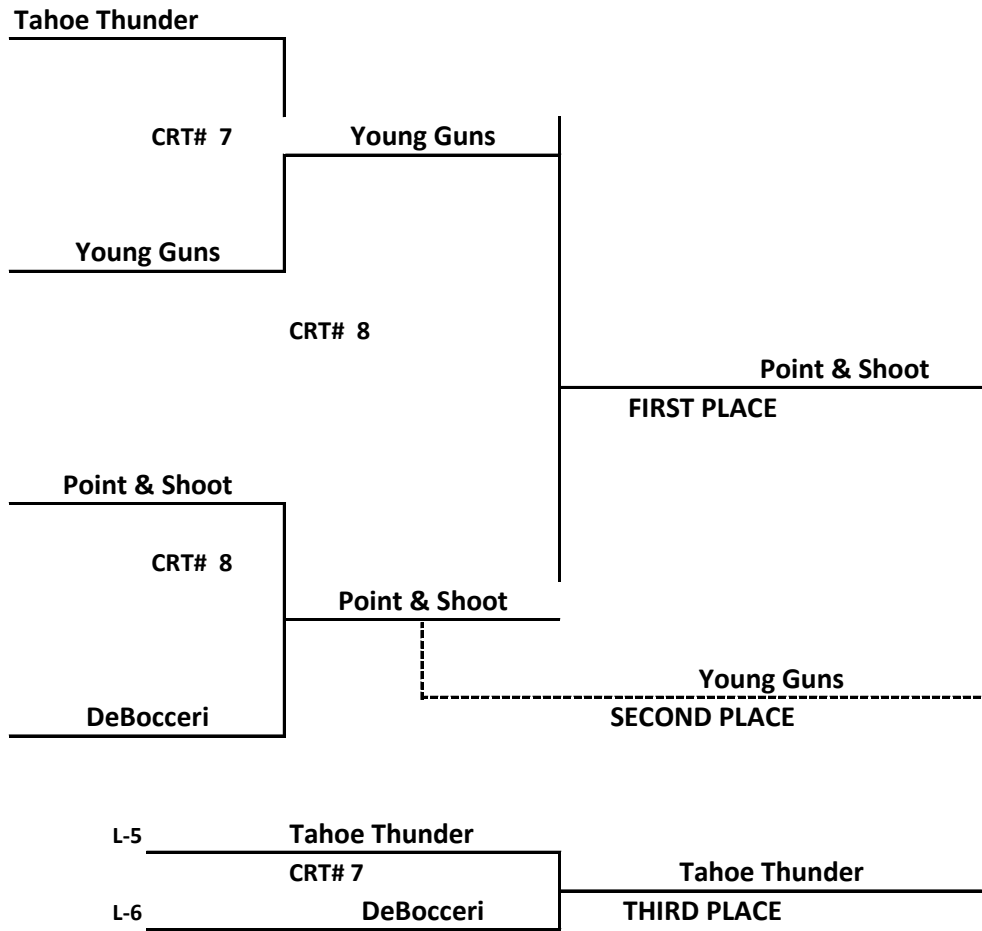 Tahoe Thunder
CRT# 7
Young Guns
Young Guns
CRT# 8
Point & Shoot
FIRST PLACE
Point & Shoot
CRT# 8
Point & Shoot
Young Guns
DeBocceri
SECOND PLACE
L-5
Tahoe Thunder
CRT# 7
Tahoe Thunder
L-6
DeBocceri
THIRD PLACE